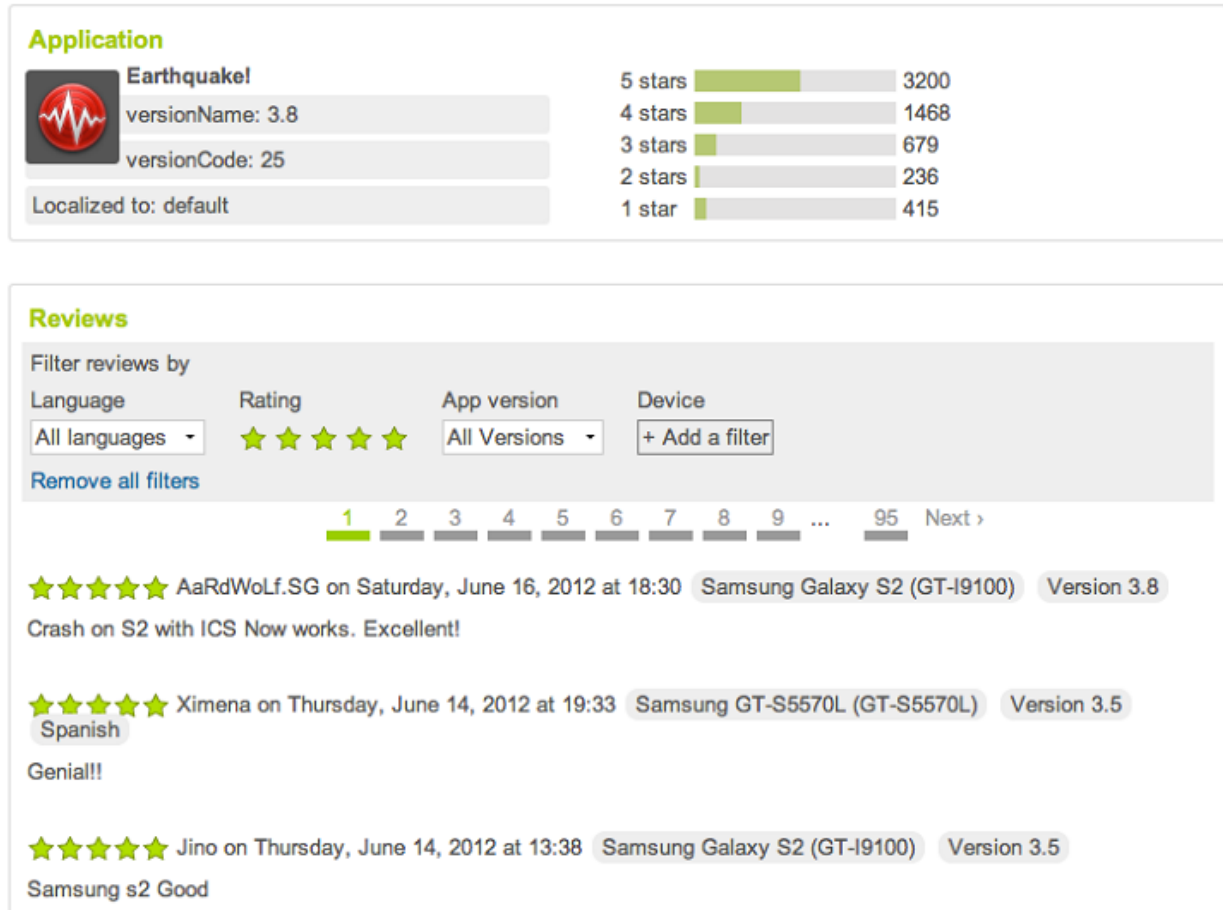 Application
Earthquake!
versionName: 3.8
versionCode: 25
Localized to: default
5 stars 3200
4 stars 1468
3 stars 679
2 stars 236
1 star 415
Reviews
Filter reviews by
Language Rating App version Device
All languages All Versions + Add a filter
Remove all filters
1 2 3 4 5 6 7 8 9 ... 95 Next ›
AaRdWoLf.SG on Saturday, June 16, 2012 at 18:30 Samsung Galaxy S2 (GT-I9100) Version 3.8
Crash on S2 with ICS Now works. Excellent!
Ximena on Thursday, June 14, 2012 at 19:33 Samsung GT-S5570L (GT-S5570L) Version 3.5
Spanish
Genial!!
Jino on Thursday, June 14, 2012 at 13:38 Samsung Galaxy S2 (GT-I9100) Version 3.5
Samsung s2 Good